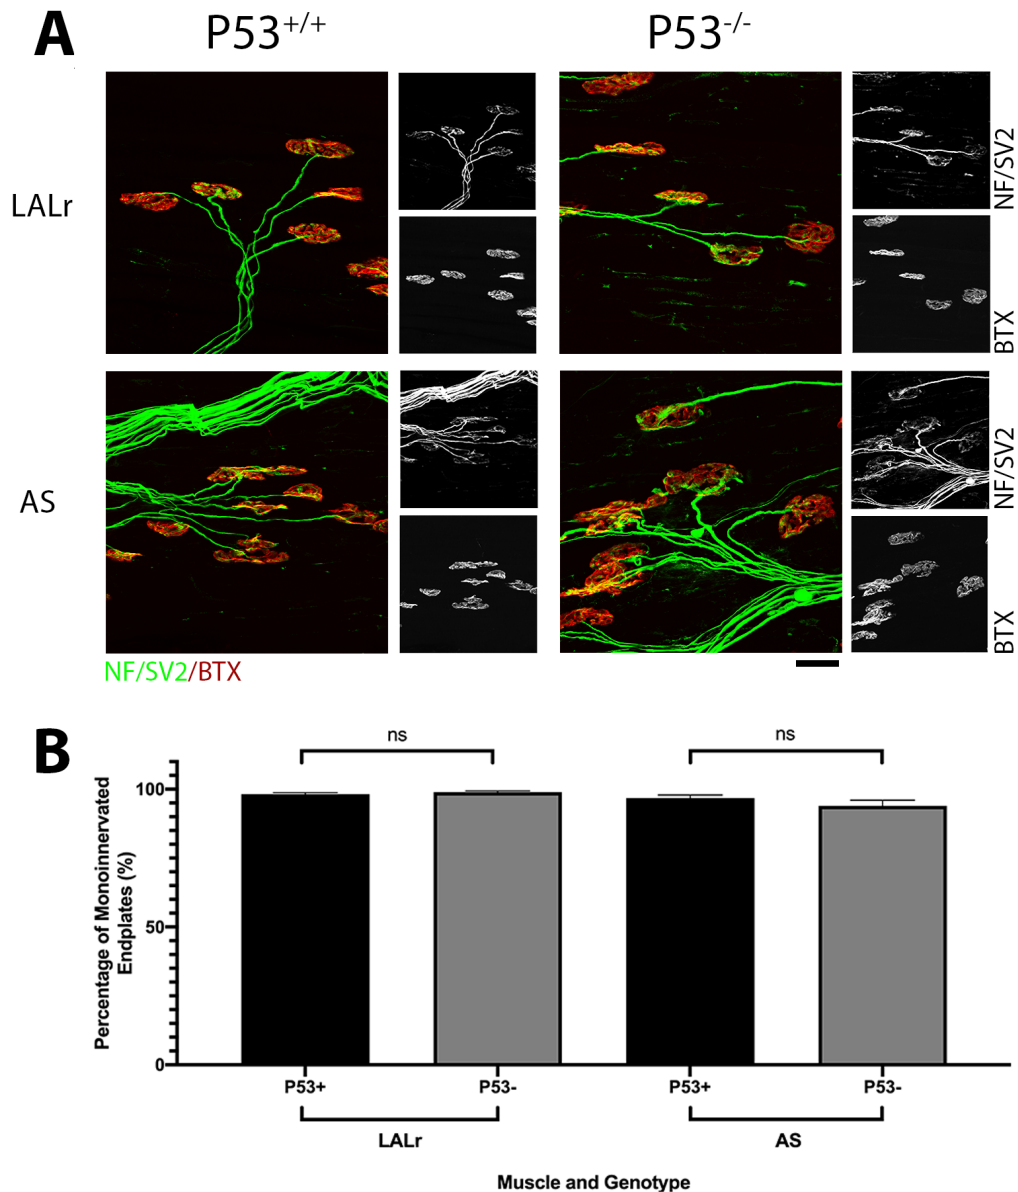 A
P53+/+
P53-/-
LALr
NF/SV2
BTX
AS
NF/SV2
BTX
NF/SV2/BTX
B
ns
ns
Percentage of Monoinnervated
Endplates (%)
100
50
0
P53+
P53-
P53+
P53-
LALr
AS
Muscle and Genotype